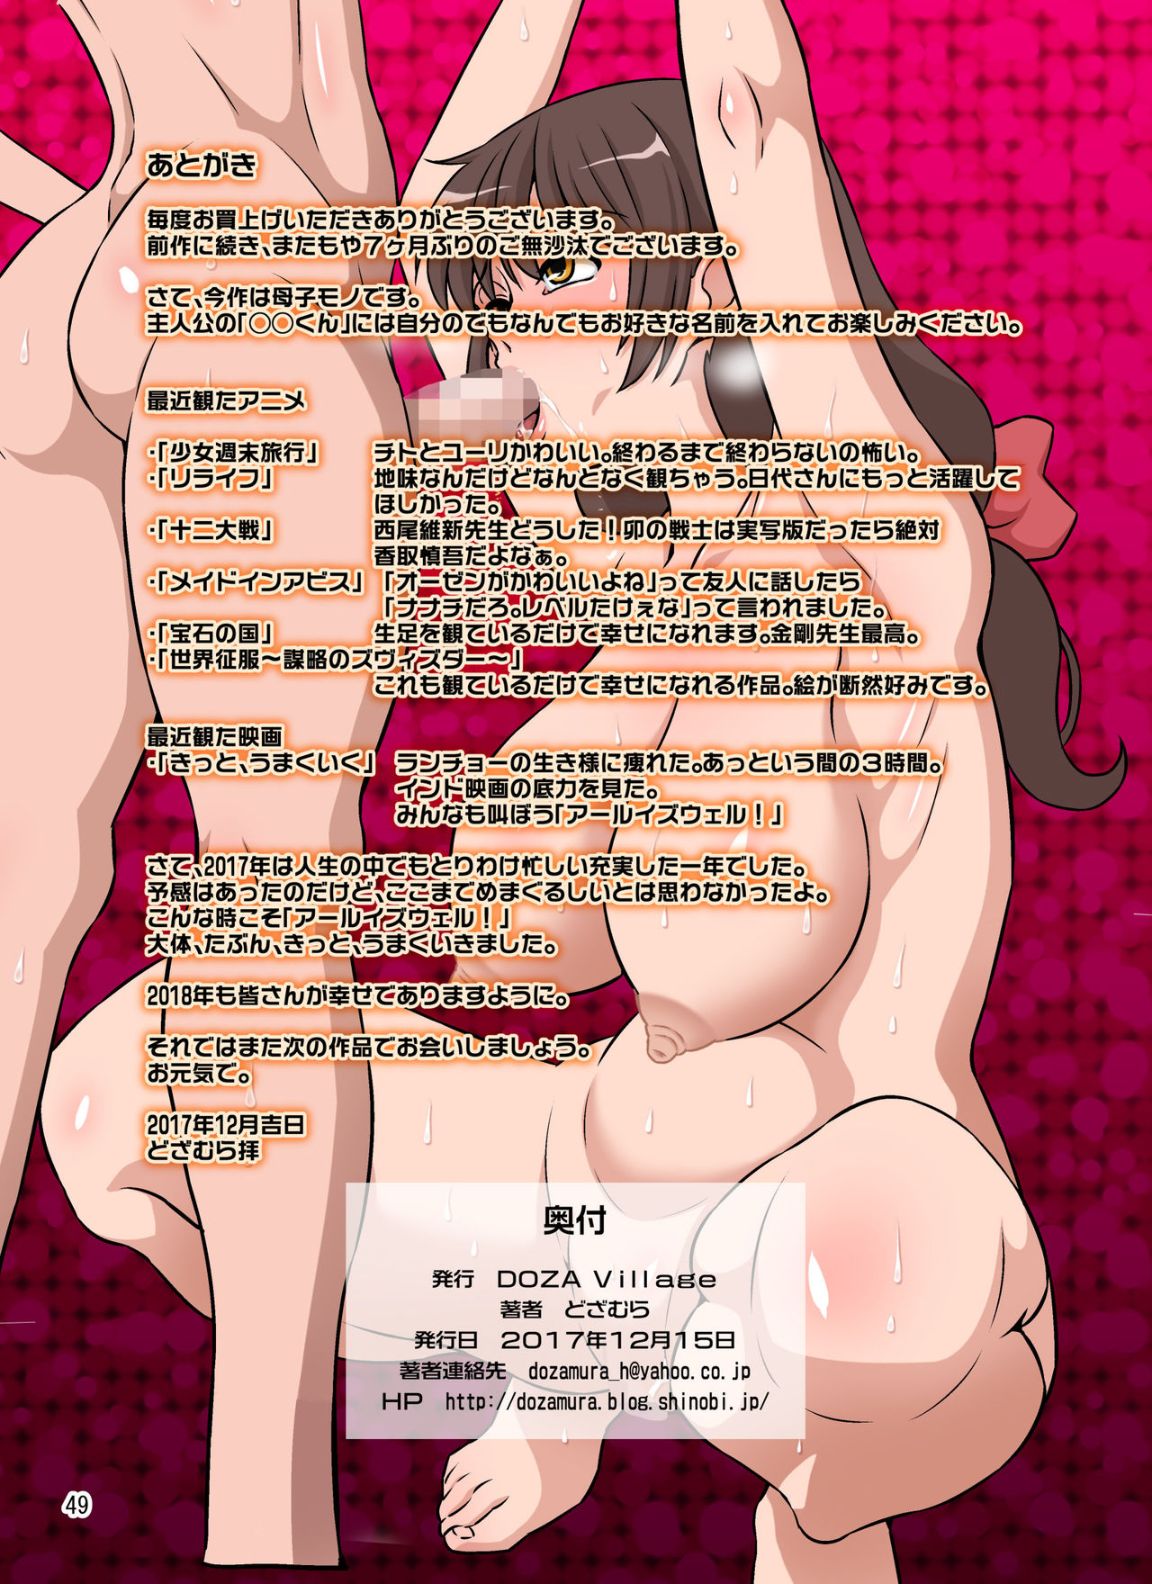 あとがき
毎度お買上げいただきありがとうございます。
前作に続き、またもや7ヶ月ぶりのご無沙汰でございます。
さて、今作は母子モノです。
主人公の「○○くん」には自分のでもなんでもお好きな名前を入れてお楽しみください。
最近観たアニメ
・「少女週末旅行」 チトとユーリかわいい。終わるまで終わらないの怖い。
・「リライフ」 地味なんだけどなんとなく観ちゃう。日代さんにもっと活躍して
ほしかった。
・「十二大戦」 西尾維新先生どうした！卯の戦士は実写版だったら絶対
香取慎吾だよなぁ。
・「メイドインアビス」 「オーゼンがかわいいよね」って友人に話したら
「ナナチだろ。レベルたけぇな」って言われました。
・「宝石の国」 生足を観ているだけで幸せになれます。金剛先生最高。
・「世界征服～謀略のズヴィズダー～」
これも観ているだけで幸せになれる作品。絵が断然好みです。
最近観た映画
・「きっと、うまくいく」 ランチョーの生き様に痺れた。あっという間の3時間。
インド映画の底力を見た。
みんなも叫ぼう「アールイズウェル！」
さて、2017年は人生の中でもとりわけ忙しい充実した一年でした。
予感はあったのだけど、ここまでめまぐるしいとは思わなかったよ。
こんな時こそ「アールイズウェル！」
大体、たぶん、きっと、うまくいきました。
2018年も皆さんが幸せでありますように。
それではまた次の作品でお会いしましょう。
お元気で。
2017年12月吉日
どざむら拝
奥付
発行 DOZA Village
著者 どざむら
発行日 2017年12月15日
著者連絡先 dozamura_h@yahoo.co.jp
HP http://dozamura.blog.shinobi.jp/
49